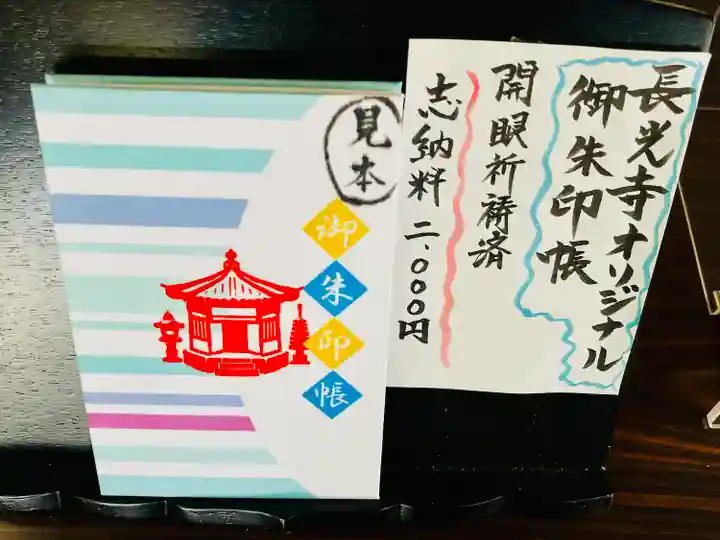 長光寺オリジナル
御朱印帳
開眼祈祷済
志納料 二,000円
見本
御朱印帳